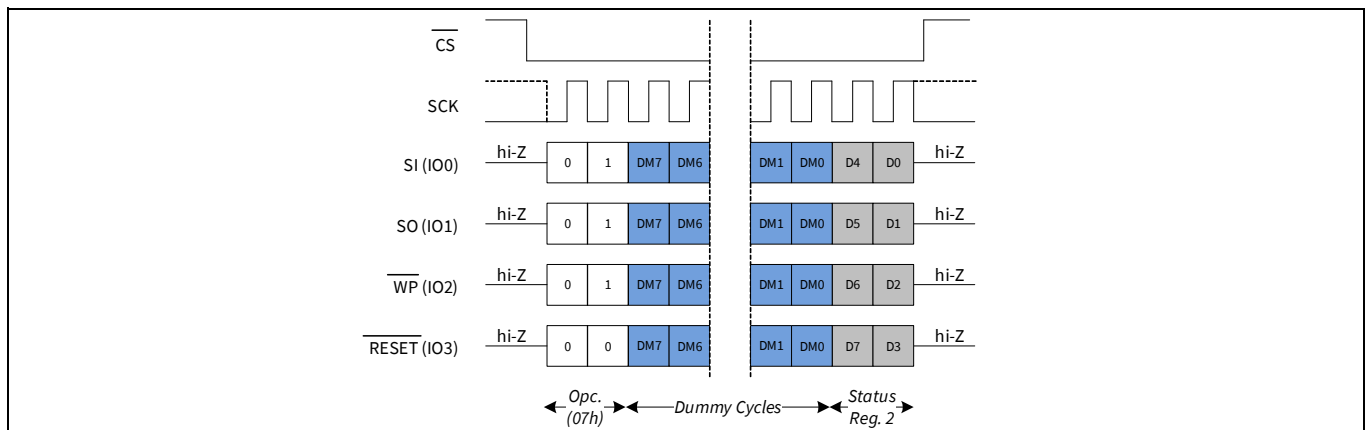 CS
SCK
SI (IO0) hi-Z 0 1 DM7 DM6 DM1 DM0 D4 D0 hi-Z
SO (IO1) hi-Z 0 1 DM7 DM6 DM1 DM0 D5 D1 hi-Z
WP (IO2) hi-Z 0 1 DM7 DM6 DM1 DM0 D6 D2 hi-Z
RESET (IO3) hi-Z 0 0 DM7 DM6 DM1 DM0 D7 D3 hi-Z
Opc. (07h) Dummy Cycles Status Reg. 2